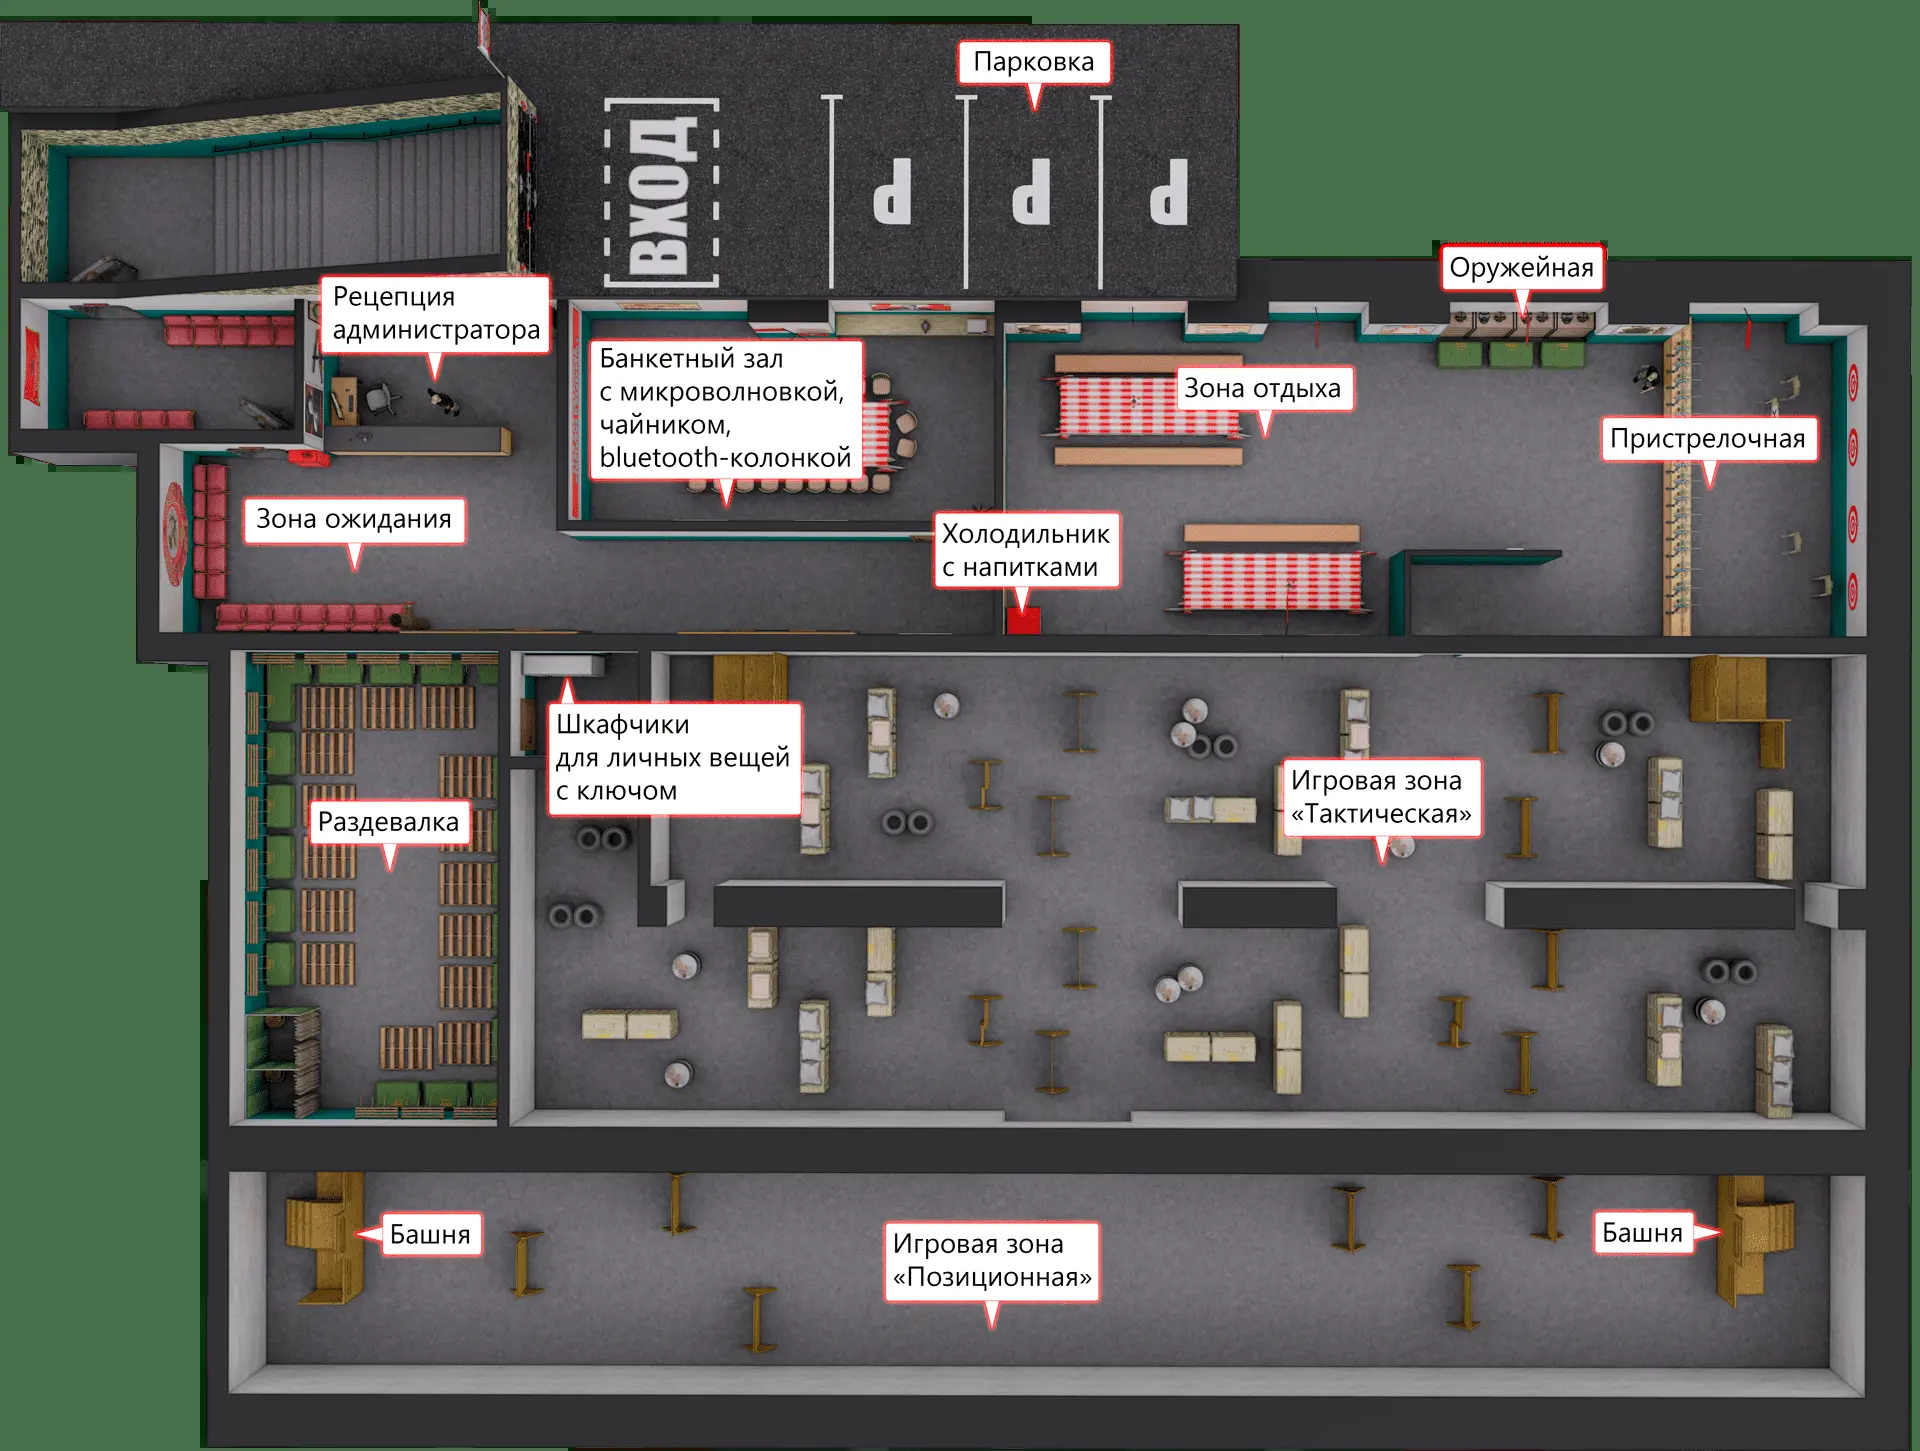 Парковка
ВХОД
Р
Р
Р
Оружейная
Рецепция
администратора
Банкетный зал
с микроволновкой,
чайником,
bluetooth-колонкой
Зона отдыха
Пристрелочная
Зона ожидания
Холодильник
с напитками
Шкафчики
для личных вещей
с ключом
Игровая зона
«Тактическая»
Раздевалка
Башня
Игровая зона
«Позиционная»
Башня